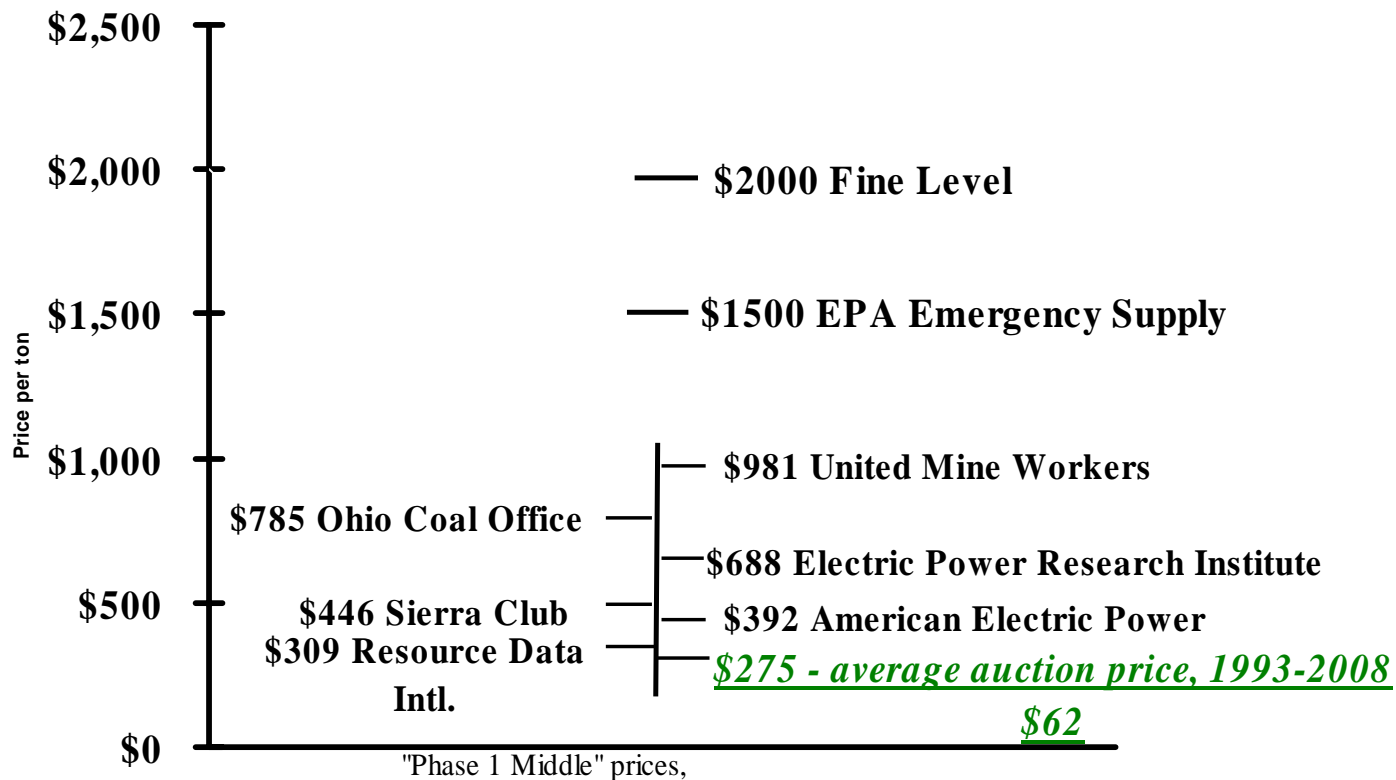 $2,500
$2,000
$2000 Fine Level
$1,500
$1500 EPA Emergency Supply
Price per ton
$1,000
$981 United Mine Workers
$785 Ohio Coal Office
$688 Electric Power Research Institute
$500
$446 Sierra Club
$392 American Electric Power
$309 Resource Data
Intl.
$275 - average auction price, 1993-2008
$62
$0
"Phase 1 Middle" prices,